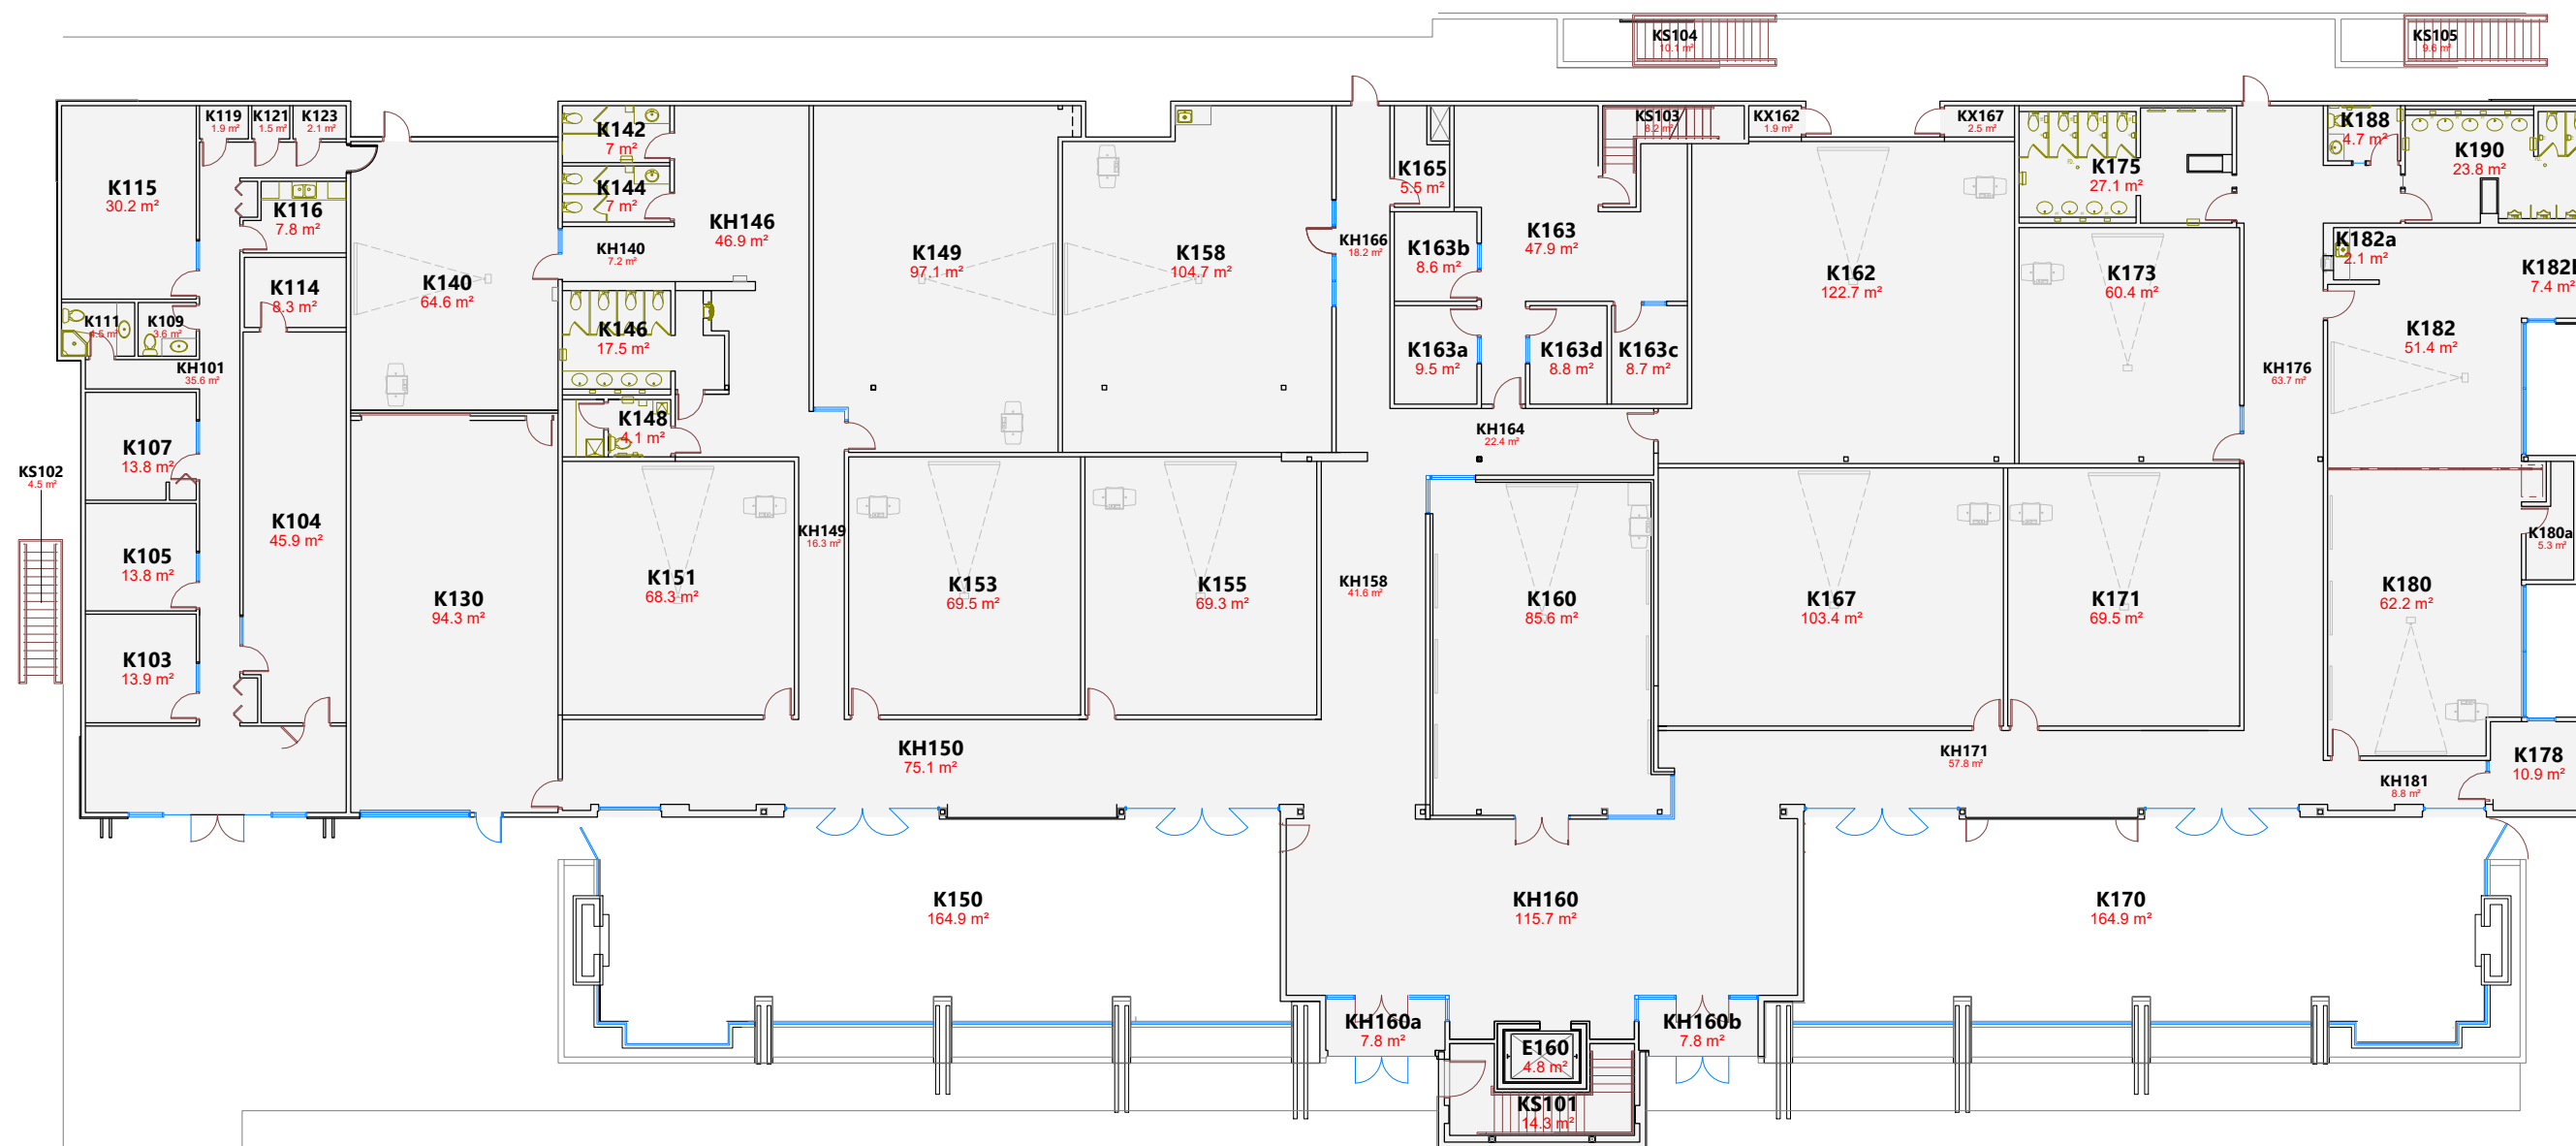 KS104
10.1 m²
KS105
9.6 m²
K119
1.9 m²
K121
1.5 m²
K123
2.1 m²
K142
7 m²
KS103
8.2 m²
KX162
1.9 m²
KX167
2.5 m²
K188
4.7 m²
K190
23.8 m²
K115
30.2 m²
K116
7.8 m²
K144
7 m²
K165
5.5 m²
K175
27.1 m²
KH146
46.9 m²
KH140
7.2 m²
K149
97.1 m²
K158
104.7 m²
KH166
18.2 m²
K163b
8.6 m²
K163
47.9 m²
K182a
2.1 m²
K114
8.3 m²
K140
64.6 m²
K162
122.7 m²
K173
60.4 m²
7.4 m²
K111
4.5 m²
K109
3.6 m²
K146
17.5 m²
K182
51.4 m²
KH101
35.6 m²
K163a
9.5 m²
K163d
8.8 m²
K163c
8.7 m²
KH176
63.7 m²
K107
13.8 m²
K148
4.1 m²
KH164
22.4 m²
KS102
4.5 m²
K104
45.9 m²
KH149
16.3 m²
K180a
5.3 m²
K105
13.8 m²
K151
68.3 m²
K153
69.5 m²
K155
69.3 m²
KH158
41.6 m²
K130
94.3 m²
K160
85.6 m²
K167
103.4 m²
K171
69.5 m²
K180
62.2 m²
K103
13.9 m²
KH150
75.1 m²
KH171
57.8 m²
K178
10.9 m²
KH181
8.8 m²
K150
164.9 m²
KH160
115.7 m²
K170
164.9 m²
KH160a
7.8 m²
KH160b
7.8 m²
E160
4.8 m²
KS101
14.3 m²